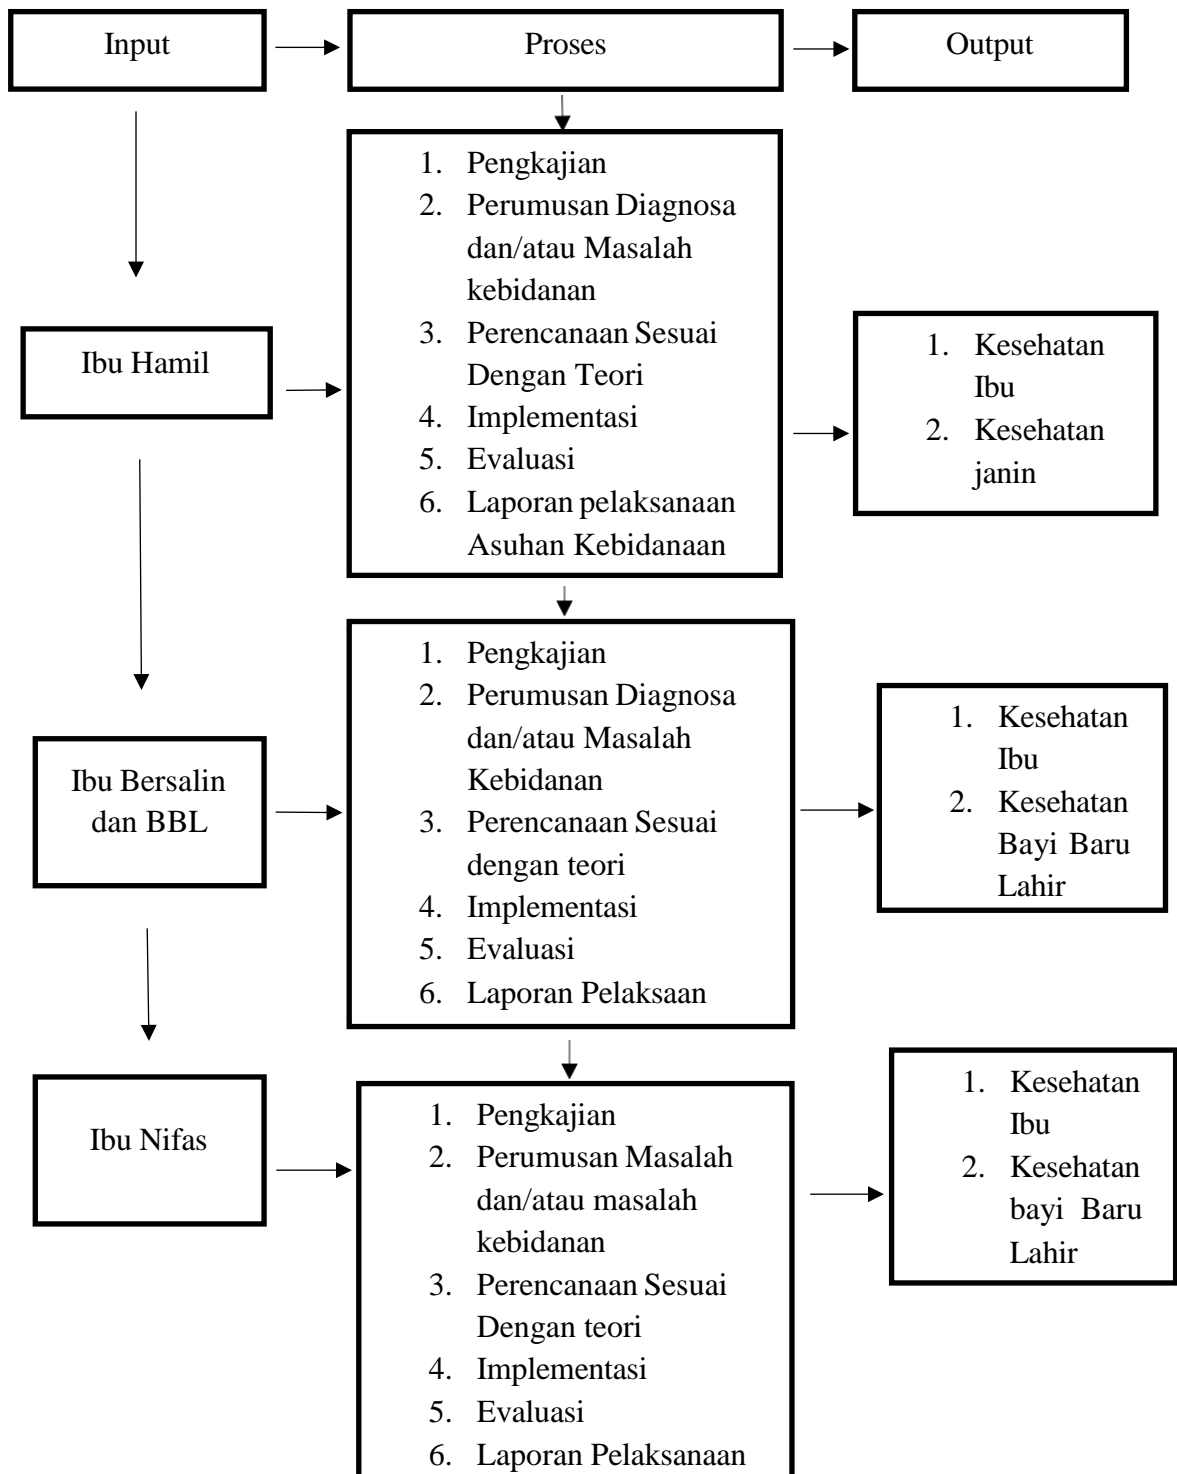 Input
Proses
Output
1. Pengkajian
2. Perumusan Diagnosa
dan/atau Masalah
kebidanan
3. Perencanaan Sesuai
Dengan Teori
4. Implementasi
5. Evaluasi
6. Laporan pelaksanaan
Asuhan Kebidanaan
Ibu Hamil
1. Kesehatan
Ibu
2. Kesehatan
janin
1. Pengkajian
2. Perumusan Diagnosa
dan/atau Masalah
Kebidanan
3. Perencanaan Sesuai
dengan teori
4. Implementasi
5. Evaluasi
6. Laporan Pelaksaan
Ibu Bersalin
dan BBL
1. Kesehatan
Ibu
2. Kesehatan
Bayi Baru
Lahir
Ibu Nifas
1. Pengkajian
2. Perumusan Masalah
dan/atau masalah
kebidanan
3. Perencanaan Sesuai
Dengan teori
4. Implementasi
5. Evaluasi
6. Laporan Pelaksanaan
1. Kesehatan
Ibu
2. Kesehatan
bayi Baru
Lahir